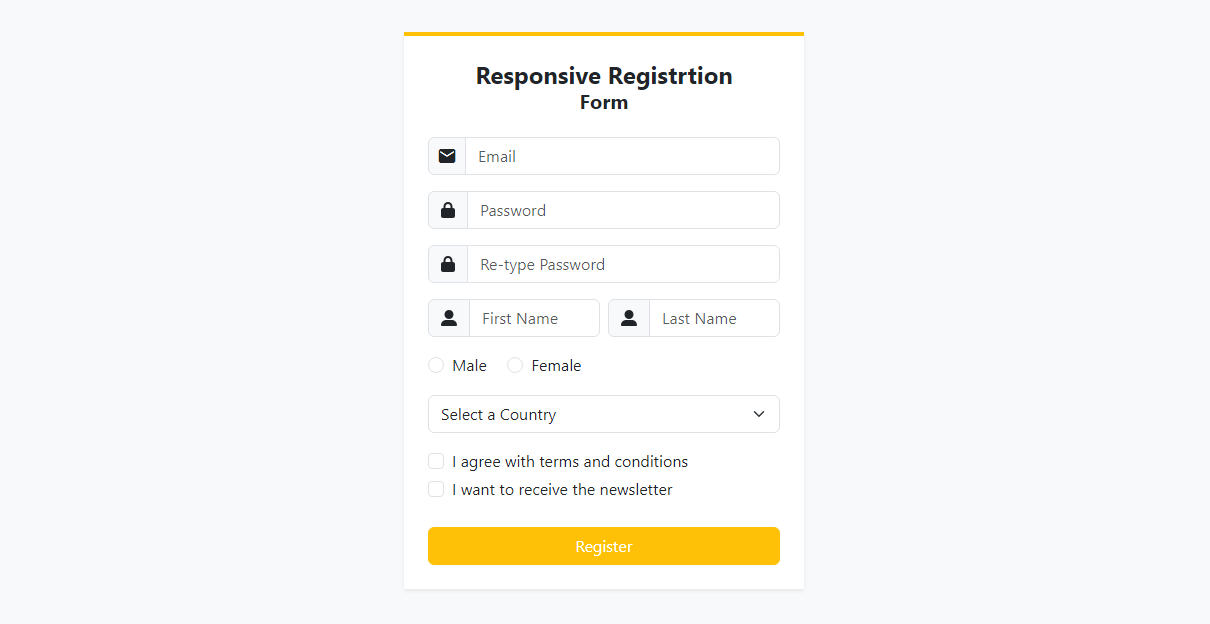 Responsive Registrtion
Form
Email
Password
Re-type Password
First Name Last Name
Male Female
Select a Country
I agree with terms and conditions
I want to receive the newsletter
Register